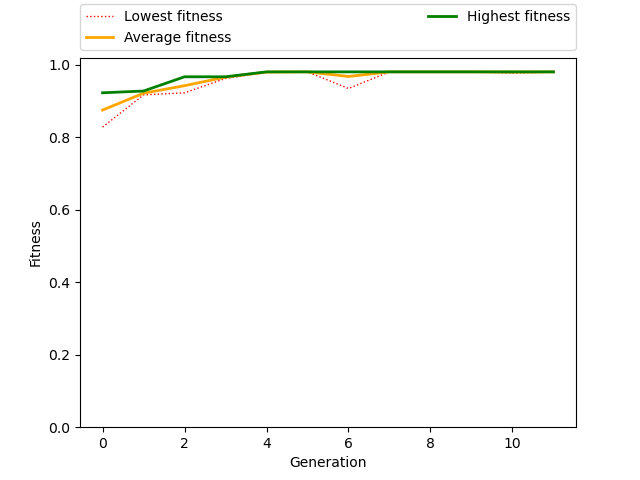 Lowest fitness
Average fitness
Highest fitness
1.0
0.8
0.6
0.4
0.2
0.0
Fitness
0 2 4 6 8 10
Generation